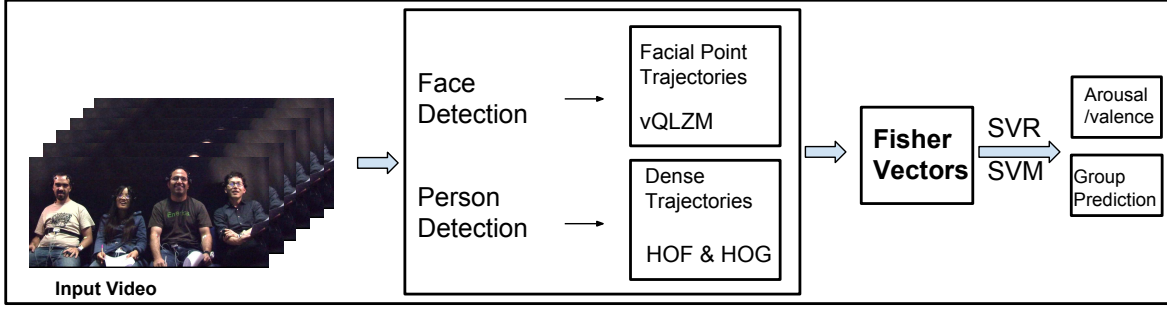 Input Video
Face
Detection
Facial Point
Trajectories
vQLZM
Person
Detection
Dense
Trajectories
HOF & HOG
Fisher
Vectors
SVR
SVM
Arousal
/valence
Group
Prediction